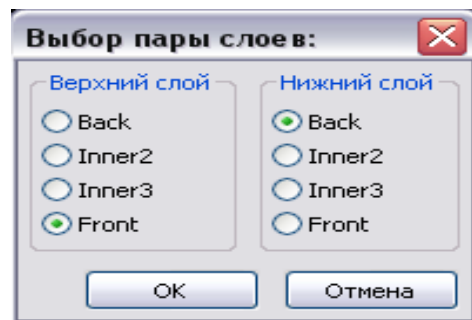 Выбор пары слоев:
Верхний слой
Back
Inner2
Inner3
Front
Нижний слой
Back
Inner2
Inner3
Front
OK
Отмена